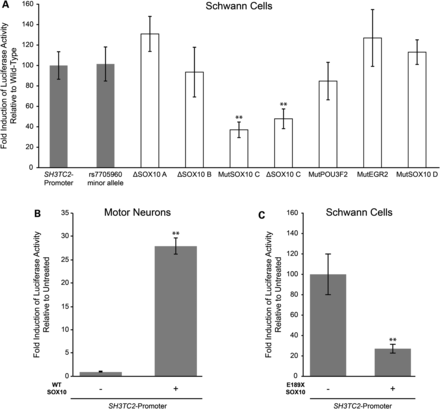 A
Schwann Cells
Fold Induction of Luciferase Activity
Relative to Wild-Type
160
140
120
100
80
60
40
20
0
**
**
SH3TC2-
Promoter
rs7705960
minor allele
ΔSOX10 A
ΔSOX10 B
MutSOX10 C
ΔSOX10 C
MutPOU3F2
MutEGR2
MutSOX10 D
B
Motor Neurons
Fold Induction of Luciferase Activity
Relative to Untreated
35
30
25
20
15
10
5
0
**
WT
SOX10
-
+
SH3TC2-Promoter
C
Schwann Cells
Fold Induction of Luciferase Activity
Relative to Untreated
140
120
100
80
60
40
20
0
**
E189X
SOX10
-
+
SH3TC2-Promoter